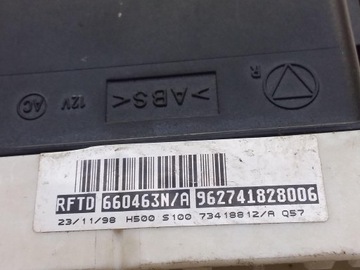 R
>ABS<
12V
AC
RFTD 660463N/A 962741828006
23/11/98 H500 S100 73418812/A Q57